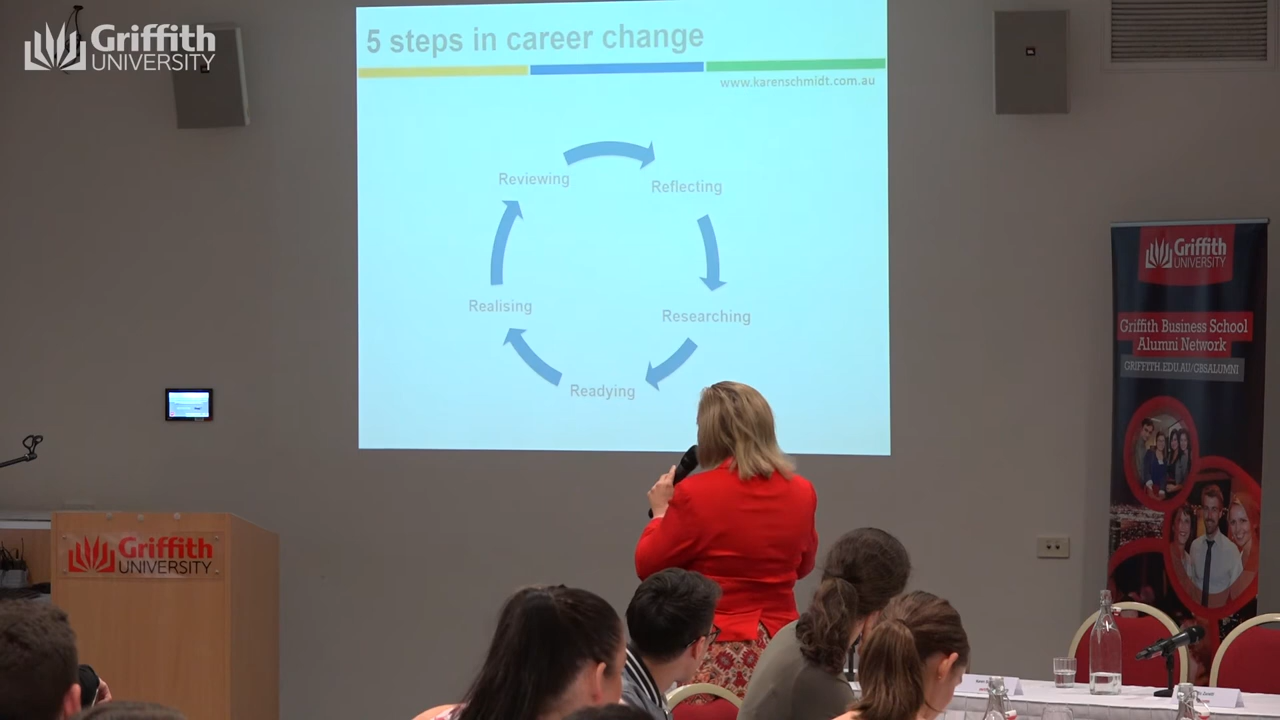 Griffith
UNIVERSITY
5 steps in career change
www.karenschmidt.com.au
Reviewing
Reflecting
Realising
Researching
Readying
Griffith
UNIVERSITY
Griffith Business School
Alumni Network
GRIFFITH.EDU.AU/GBSALUMNI
Griffith
UNIVERSITY